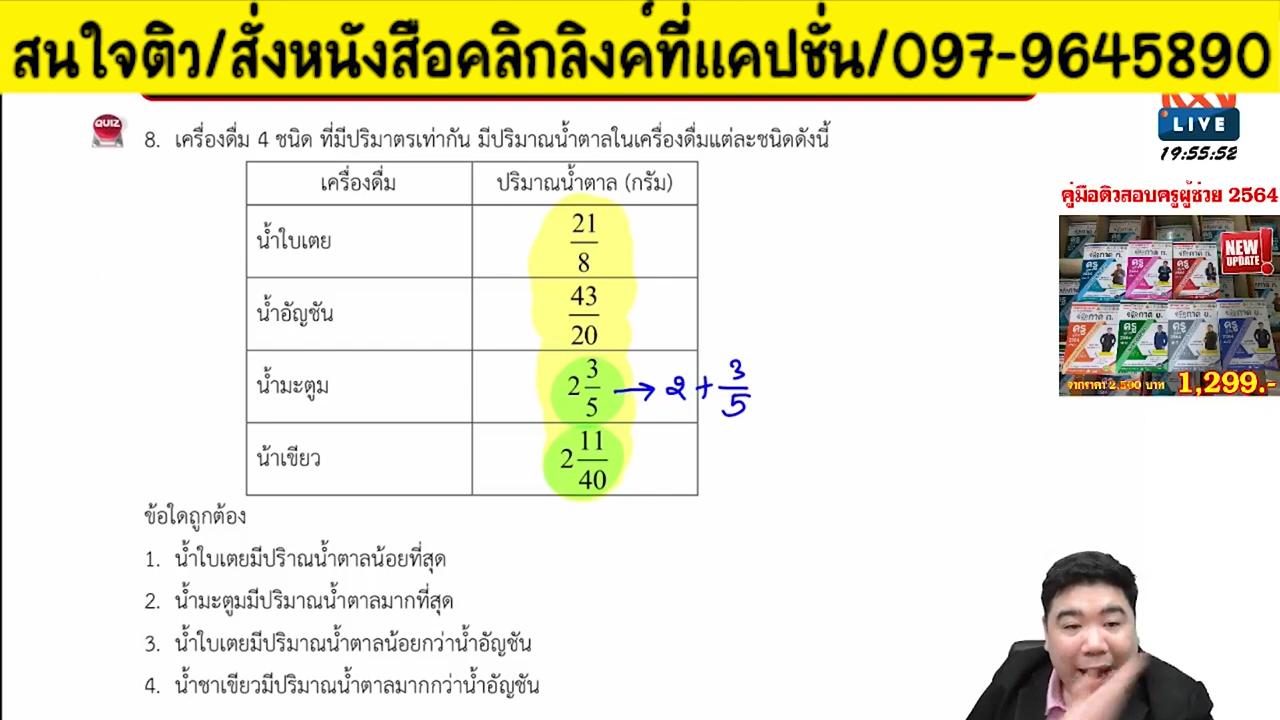 สนใจติว/สั่งหนังสือคลิกลิงค์ที่แคปชั่น/097-9645890
LIVE
19:55:52
QUIZ
8. เครื่องดื่ม 4 ชนิด ที่มีปริมาตรเท่ากัน มีปริมาณน้ำตาลในเครื่องดื่มแต่ละชนิดดังนี้
เครื่องดื่ม ปริมาณน้ำตาล (กรัม)
น้ำใบเตย 21/8
น้ำอัญชัน 43/20
น้ำมะตูม 2 3/5 → 2 + 3/5
น้าเขียว 2 11/40
ข้อใดถูกต้อง
1. น้ำใบเตยมีปริาณน้ำตาลน้อยที่สุด
2. น้ำมะตูมมีปริมาณน้ำตาลมากที่สุด
3. น้ำใบเตยมีปริมาณน้ำตาลน้อยกว่าน้ำอัญชัน
4. น้ำชาเขียวมีปริมาณน้ำตาลมากกว่าน้ำอัญชัน
คู่มือติวสอบครูผู้ช่วย 2564
NEW
UPDATE!
จากราคา 2,500 บาท 1,299.-